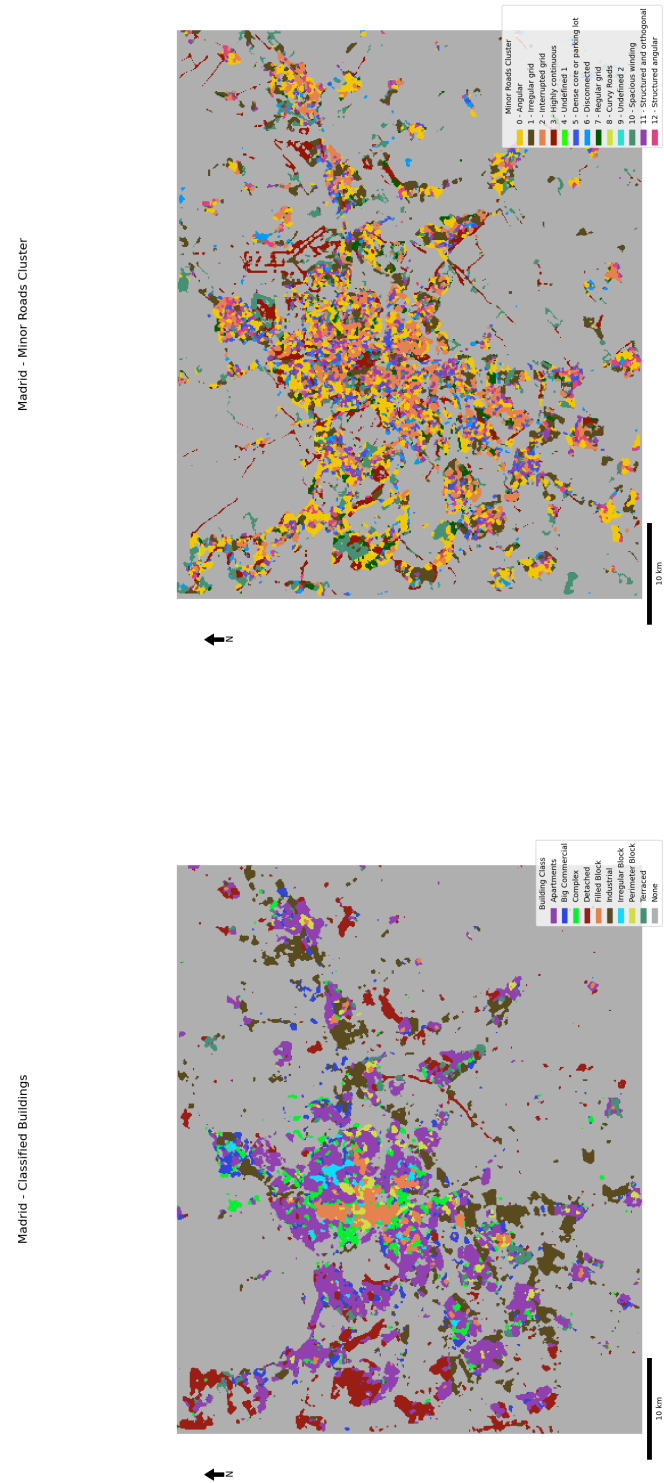 Madrid - Minor Roads Cluster
Minor Roads Cluster
0 - Angular
1 - Irregular grid
2 - Interrupted grid
3 - Highly continuous
4 - Undefined 1
5 - Dense core or parking lot
6 - Disconnected
7 - Regular grid
8 - Curvy Roads
9 - Undefined 2
10 - Spacious winding
11 - Structured and orthogonal
12 - Structured angular
10 km
N
Madrid - Classified Buildings
Building Class
Apartments
Big Commercial
Complex
Detached
Filled Block
Industrial
Irregular Block
Perimeter Block
Terraced
None
10 km
N